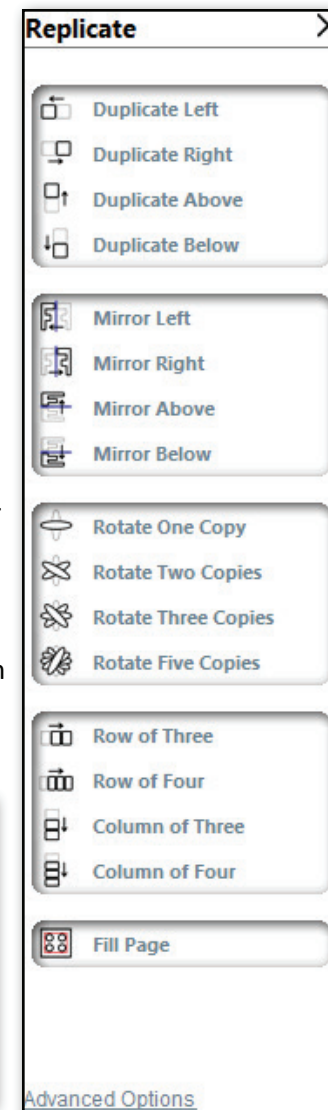 Replicate
Duplicate Left
Duplicate Right
Duplicate Above
Duplicate Below
Mirror Left
Mirror Right
Mirror Above
Mirror Below
Rotate One Copy
Rotate Two Copies
Rotate Three Copies
Rotate Five Copies
Row of Three
Row of Four
Column of Three
Column of Four
Fill Page
Advanced Options